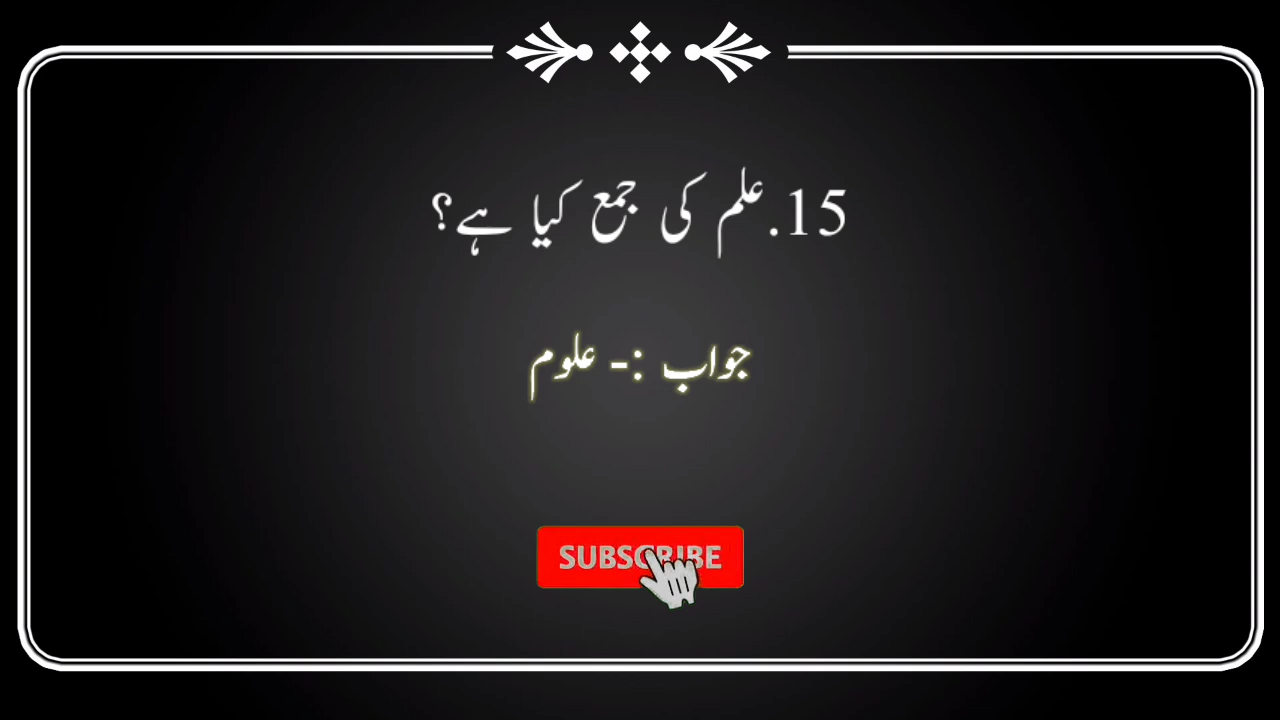 15.علم کی جمع کیا ہے؟
جواب :- علوم
SUBSCRIBE